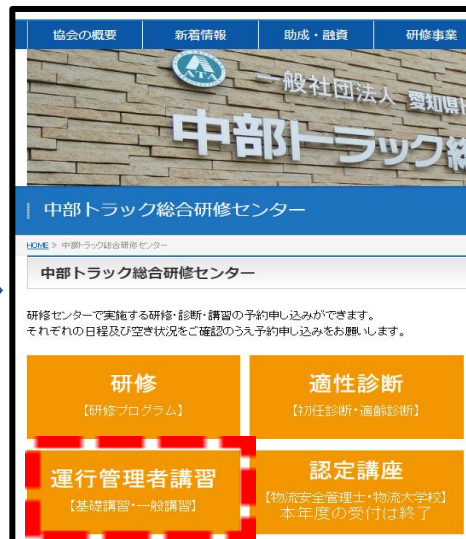 協会の概要 新着情報 助成・融資 研修事業
ATA
一般社団法人 愛知県
中部トラック総
中部トラック総合研修センター
HOME » 中部トラック総合研修センター
中部トラック総合研修センター
研修センターで実施する研修・診断・講習の予約申し込みができます。
それぞれの日程及び空き状況をご確認のうえ予約申し込みをお願いします。
研修 適性診断
【研修プログラム】 【初任診断・適齢診断】
運行管理者講習 認定講座
【基礎講習・一般講習】 【物流安全管理士・物流大学校】
本年度の受付は終了